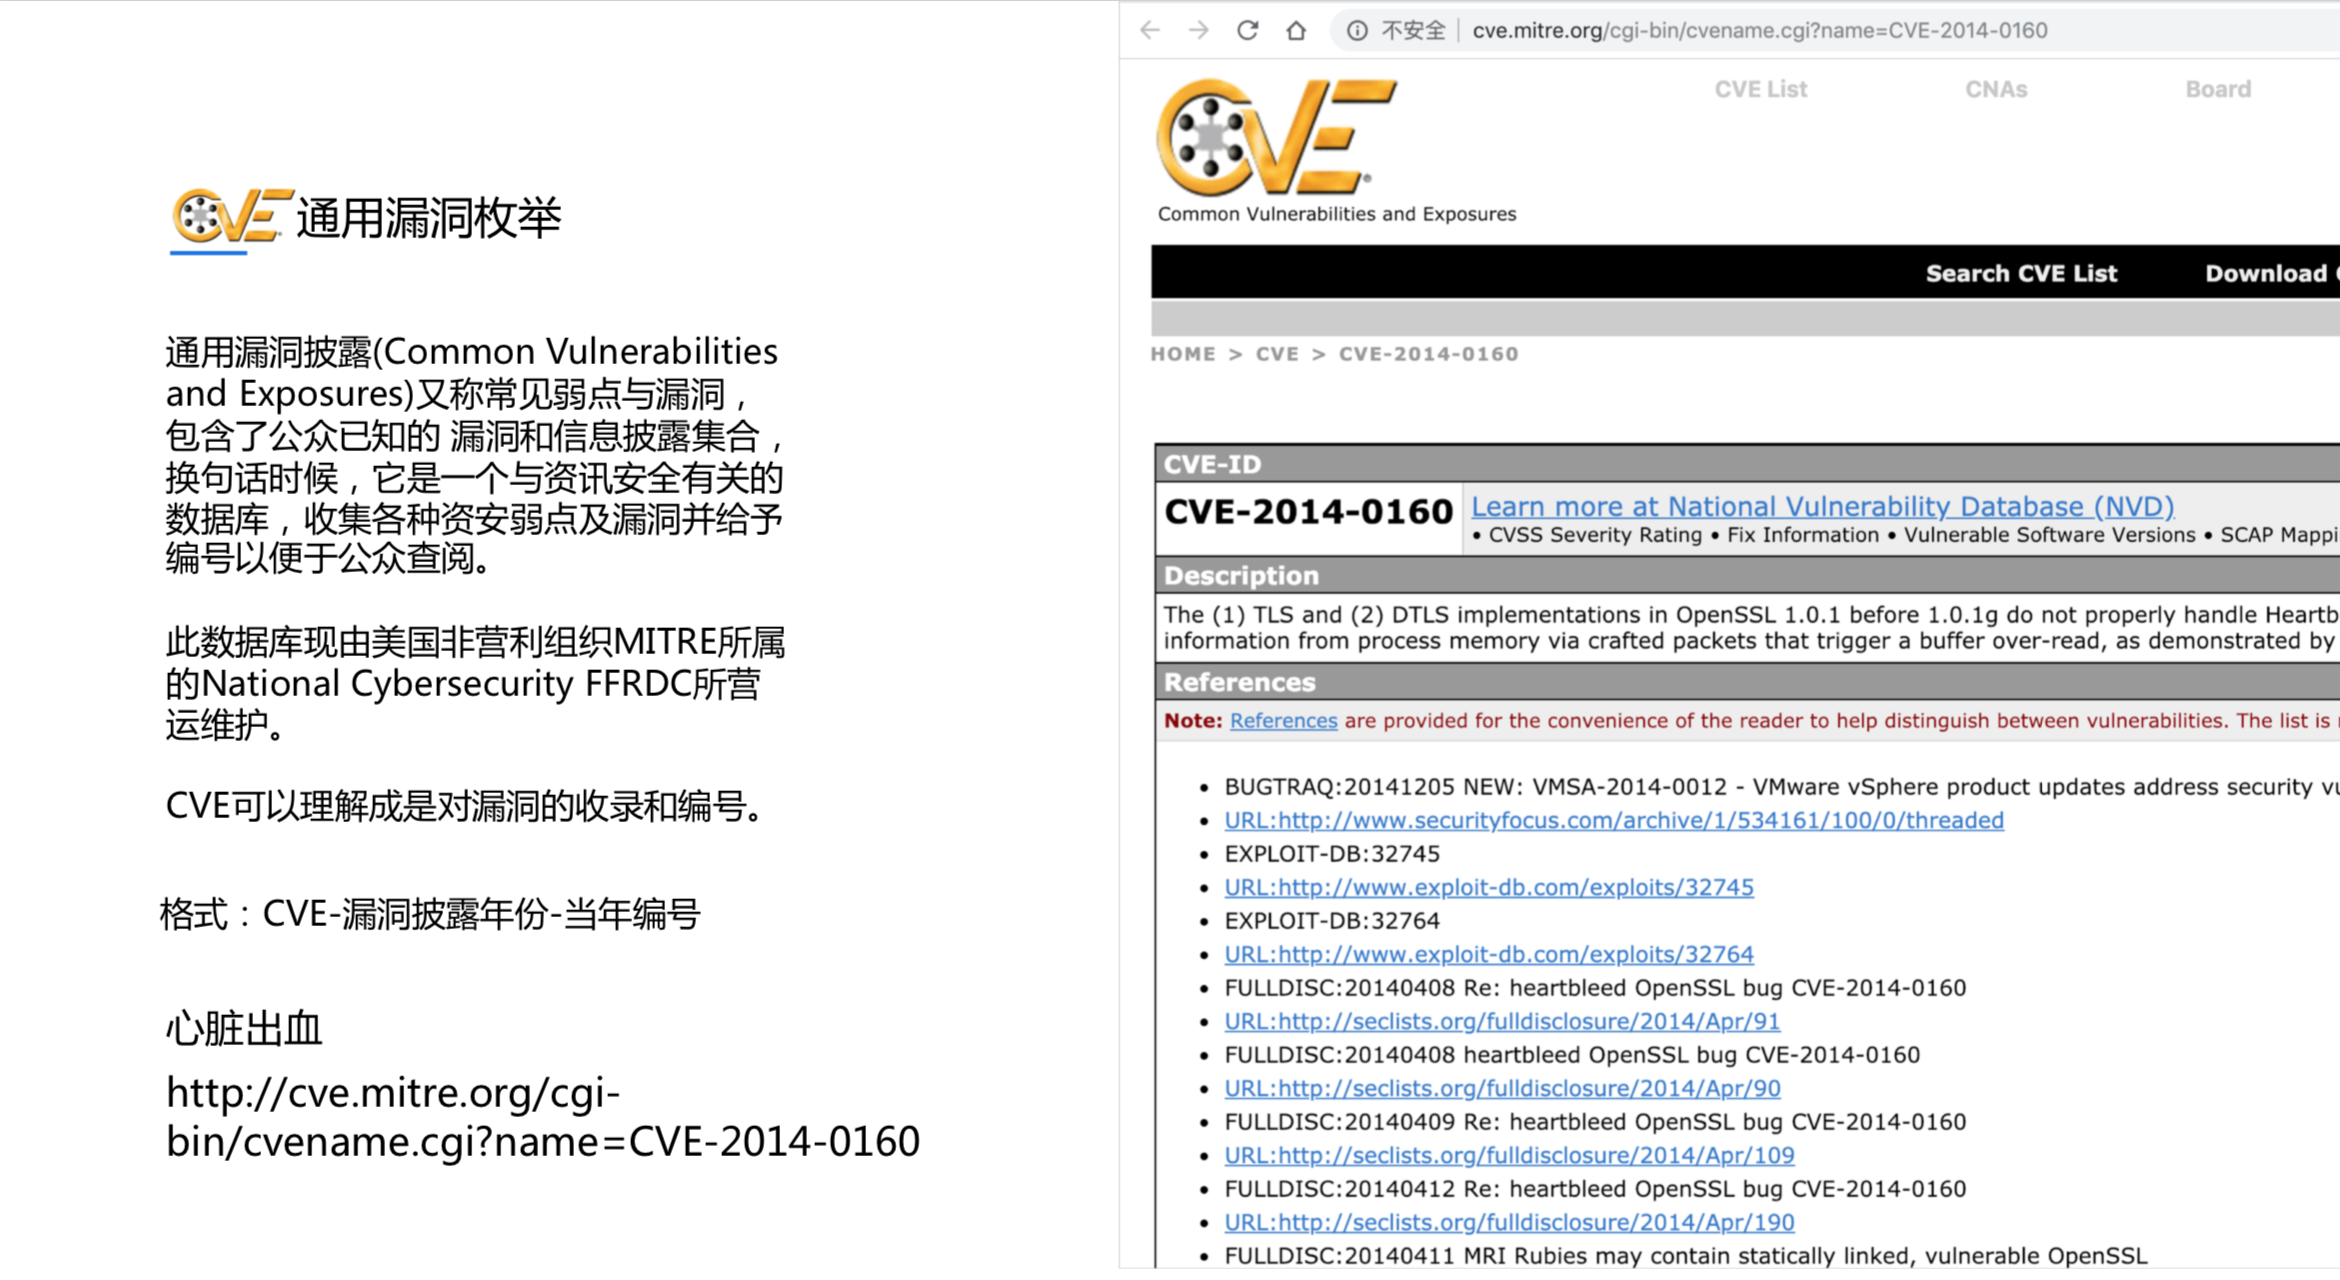 CVE 通用漏洞枚举
通用漏洞披露(Common Vulnerabilities
and Exposures)又称常见弱点与漏洞，
包含了公众已知的 漏洞和信息披露集合，
换句话时候，它是一个与资讯安全有关的
数据库，收集各种资安弱点及漏洞并给予
编号以便于公众查阅。
此数据库现由美国非营利组织MITRE所属
的National Cybersecurity FFRDC所营
运维护。
CVE可以理解成是对漏洞的收录和编号。
格式：CVE-漏洞披露年份-当年编号
心脏出血
http://cve.mitre.org/cgi-
bin/cvename.cgi?name=CVE-2014-0160
不安全 | cve.mitre.org/cgi-bin/cvename.cgi?name=CVE-2014-0160
CVE List CNAs Board
CVE
Common Vulnerabilities and Exposures
Search CVE List Download
HOME > CVE > CVE-2014-0160
CVE-ID
CVE-2014-0160 Learn more at National Vulnerability Database (NVD)
• CVSS Severity Rating • Fix Information • Vulnerable Software Versions • SCAP Mappi
Description
The (1) TLS and (2) DTLS implementations in OpenSSL 1.0.1 before 1.0.1g do not properly handle Heartb
information from process memory via crafted packets that trigger a buffer over-read, as demonstrated by
References
Note: References are provided for the convenience of the reader to help distinguish between vulnerabilities. The list is
• BUGTRAQ:20141205 NEW: VMSA-2014-0012 - VMware vSphere product updates address security vu
• URL:http://www.securityfocus.com/archive/1/534161/100/0/threaded
• EXPLOIT-DB:32745
• URL:http://www.exploit-db.com/exploits/32745
• EXPLOIT-DB:32764
• URL:http://www.exploit-db.com/exploits/32764
• FULLDISC:20140408 Re: heartbleed OpenSSL bug CVE-2014-0160
• URL:http://seclists.org/fulldisclosure/2014/Apr/91
• FULLDISC:20140408 heartbleed OpenSSL bug CVE-2014-0160
• URL:http://seclists.org/fulldisclosure/2014/Apr/90
• FULLDISC:20140409 Re: heartbleed OpenSSL bug CVE-2014-0160
• URL:http://seclists.org/fulldisclosure/2014/Apr/109
• FULLDISC:20140412 Re: heartbleed OpenSSL bug CVE-2014-0160
• URL:http://seclists.org/fulldisclosure/2014/Apr/190
• FULLDISC:20140411 MRI Rubies may contain statically linked, vulnerable OpenSSL